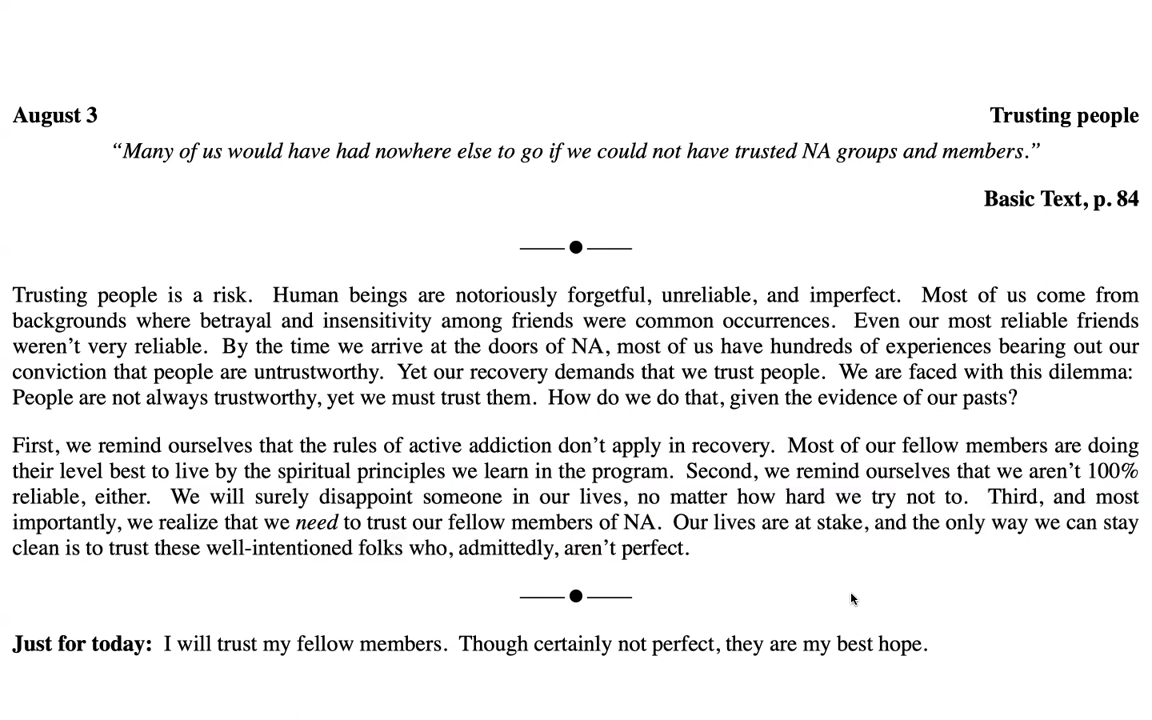 August 3 Trusting people
“Many of us would have had nowhere else to go if we could not have trusted NA groups and members.”
Basic Text, p. 84
Trusting people is a risk. Human beings are notoriously forgetful, unreliable, and imperfect. Most of us come from
backgrounds where betrayal and insensitivity among friends were common occurrences. Even our most reliable friends
weren’t very reliable. By the time we arrive at the doors of NA, most of us have hundreds of experiences bearing out our
conviction that people are untrustworthy. Yet our recovery demands that we trust people. We are faced with this dilemma:
People are not always trustworthy, yet we must trust them. How do we do that, given the evidence of our pasts?
First, we remind ourselves that the rules of active addiction don’t apply in recovery. Most of our fellow members are doing
their level best to live by the spiritual principles we learn in the program. Second, we remind ourselves that we aren’t 100%
reliable, either. We will surely disappoint someone in our lives, no matter how hard we try not to. Third, and most
importantly, we realize that we need to trust our fellow members of NA. Our lives are at stake, and the only way we can stay
clean is to trust these well-intentioned folks who, admittedly, aren’t perfect.
Just for today: I will trust my fellow members. Though certainly not perfect, they are my best hope.